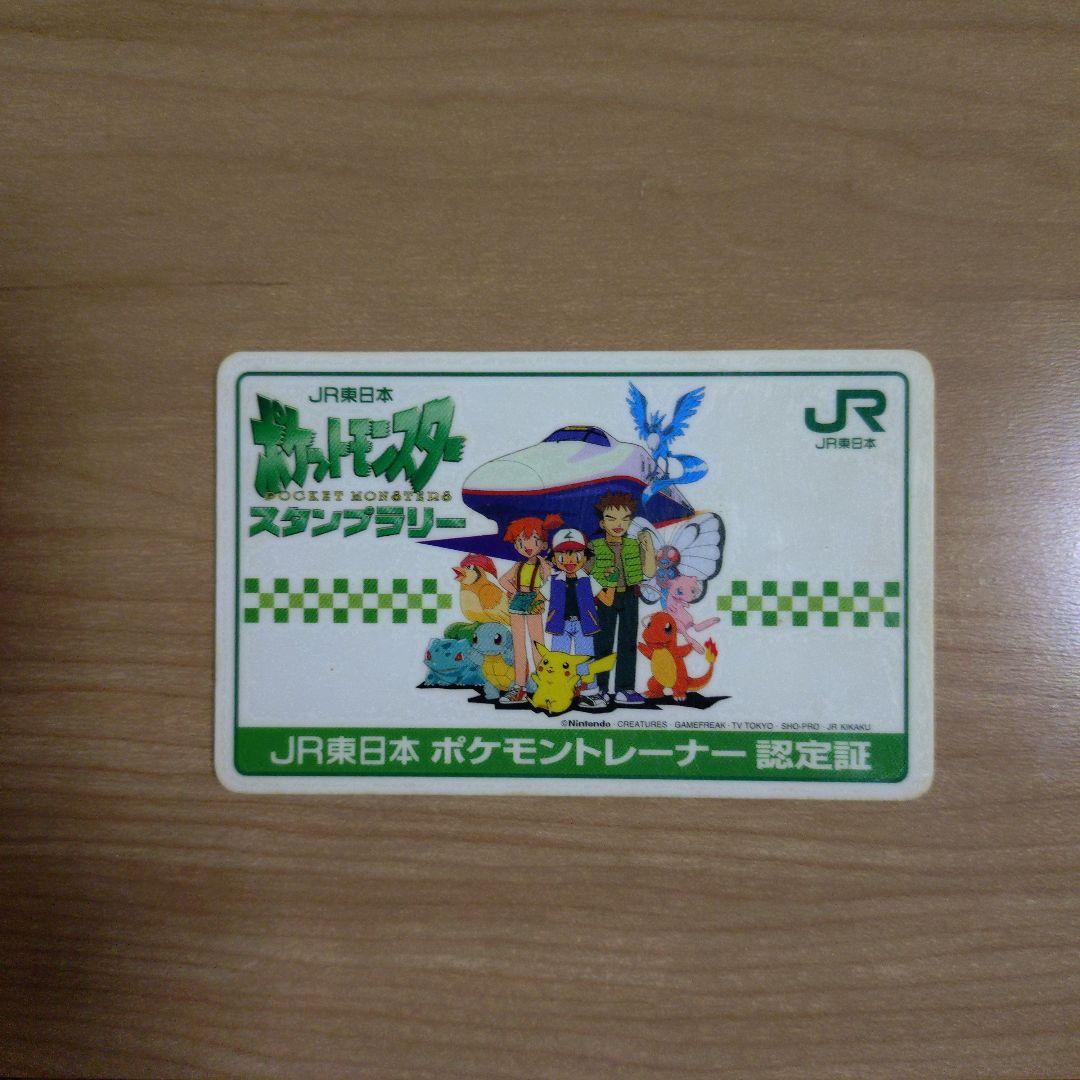 JR東日本
ポケットモンスター
POCKET MONSTERS
スタンプラリー
JR
JR東日本
©Nintendo · CREATURES · GAMEFREAK · TV TOKYO · SHO-PRO · JR KIKAKU
JR東日本 ポケモントレーナー 認定証